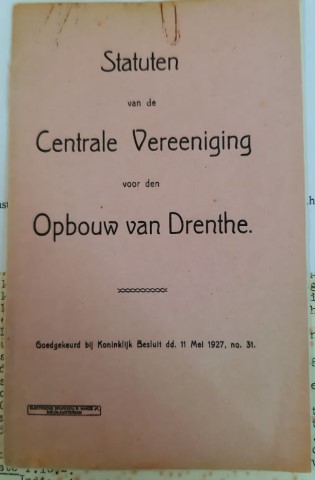 Statuten
van de
Centrale Vereeniging
voor den
Opbouw van Drenthe.
Goedgekeurd bij Koninklijk Besluit dd. 11 Mei 1927, no. 31.